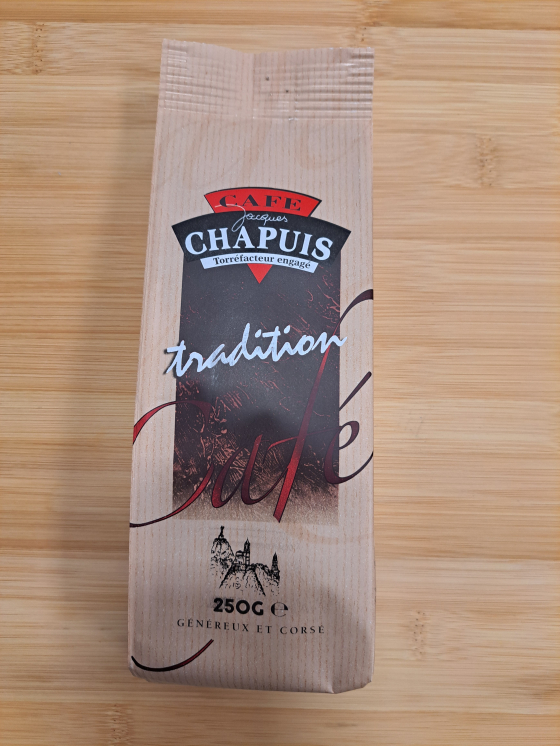 CAFE
Jacques
CHAPUIS
Torréfacteur engagé
tradition
Café
250G ℮
GÉNÉREUX ET CORSÉ